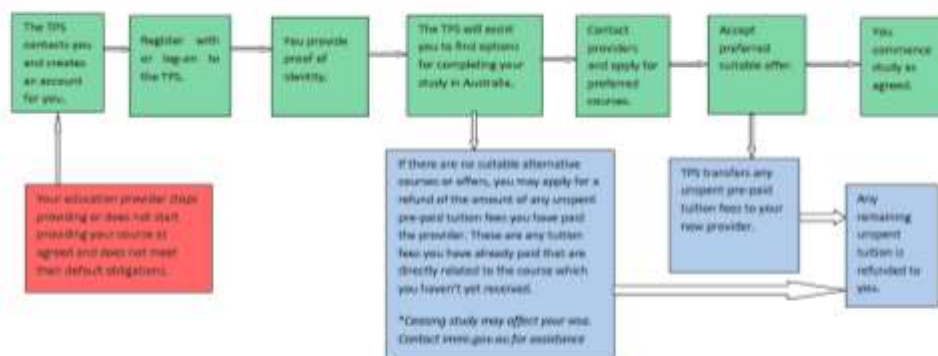 The TPS
contacts you
and creates
an account
for you.
Register with
or log-on to
the TPS.
You provide
proof of
identity.
The TPS will assist
you to find options
for completing your
study in Australia.
Contact
providers
and apply for
preferred
courses.
Accept
preferred
suitable offer.
You
commence
study as
agreed.
Your education provider stops
providing or does not start
providing your course as
agreed and does not meet
their default obligations.
If there are no suitable alternative
courses or offers, you may apply for a
refund of the amount of any unspent
pre-paid tuition fees you have paid
the provider. These are any tuition
fees you have already paid that are
directly related to the course which
you haven't yet received.
*Ceasing study may affect your visa.
Contact immi.gov.au for assistance
TPS transfers any
unspent pre-paid
tuition fees to your
new provider.
Any
remaining
unspent
tuition is
refunded to
you.